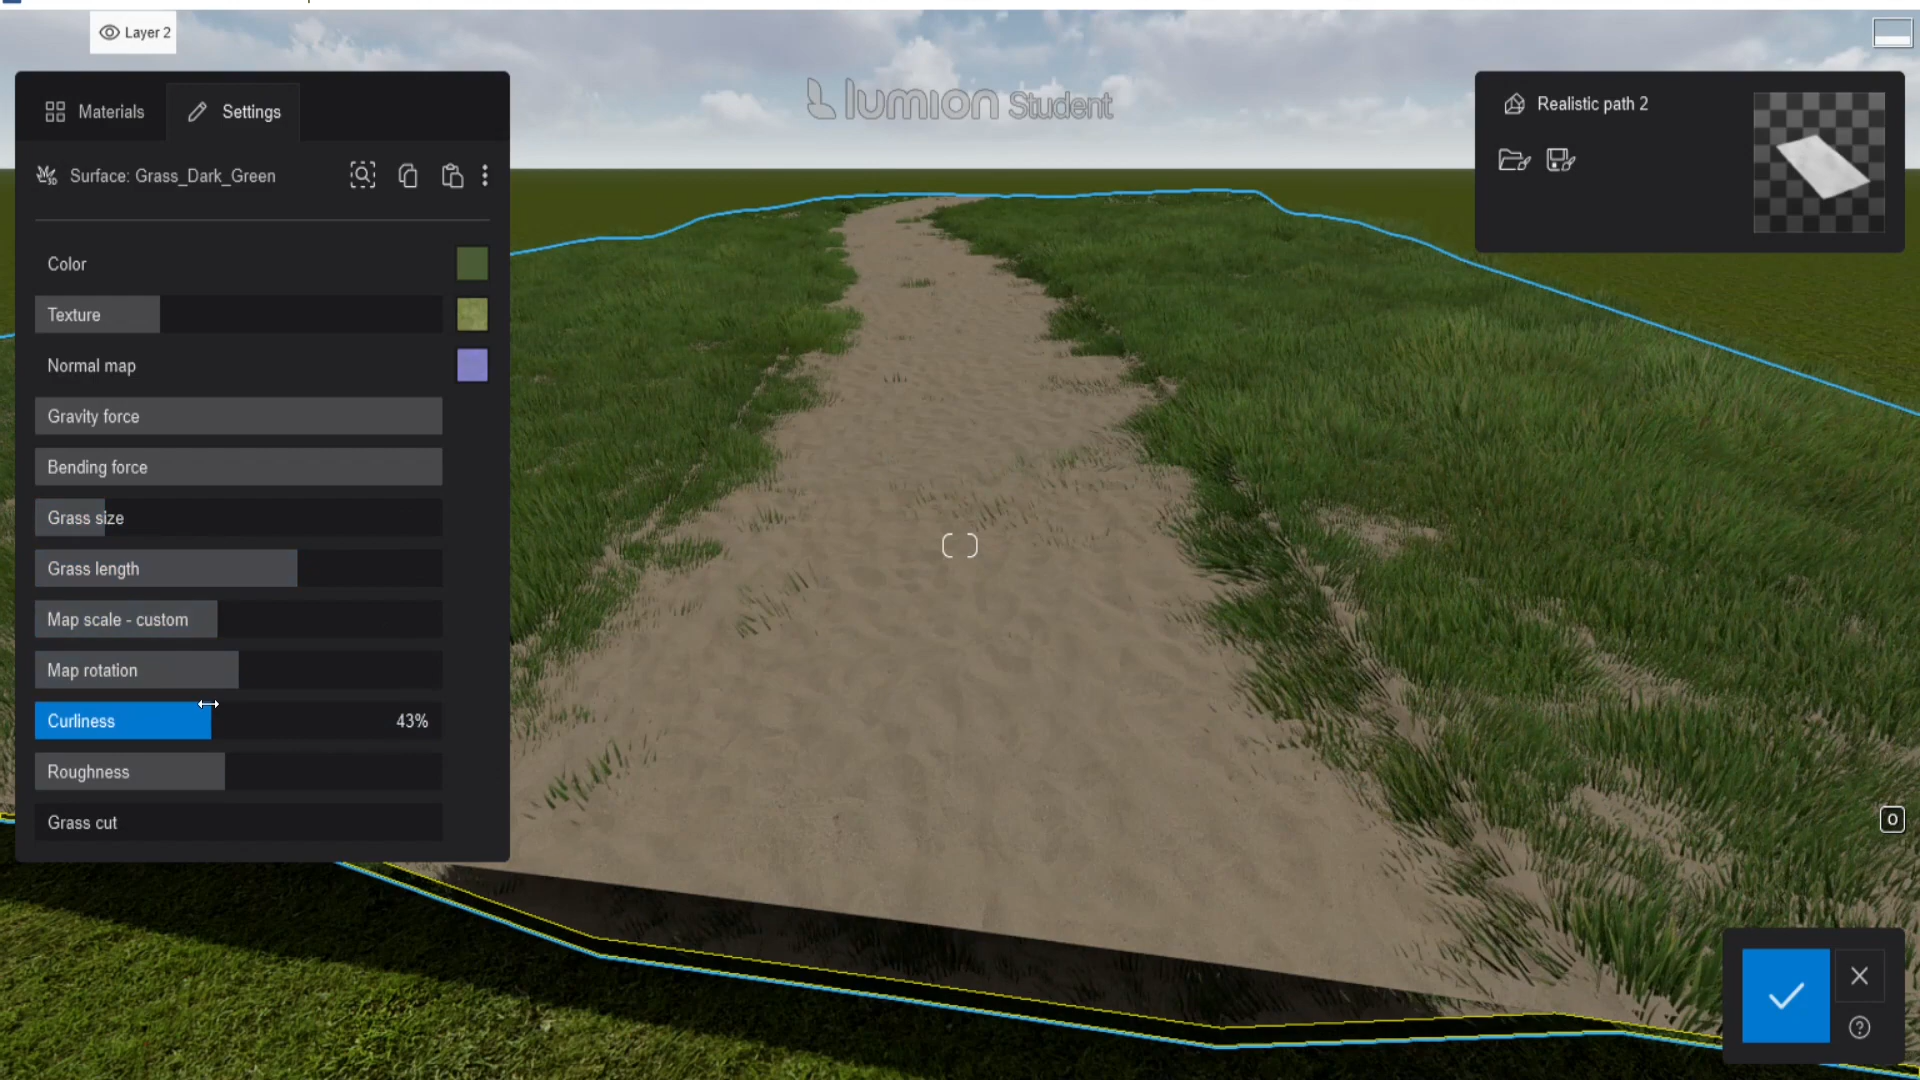 Layer 2
lumion Student
Materials
Settings
Realistic path 2
Surface: Grass_Dark_Green
Color
Texture
Normal map
Gravity force
Bending force
Grass size
Grass length
Map scale - custom
Map rotation
Curliness 43%
Roughness
Grass cut
O